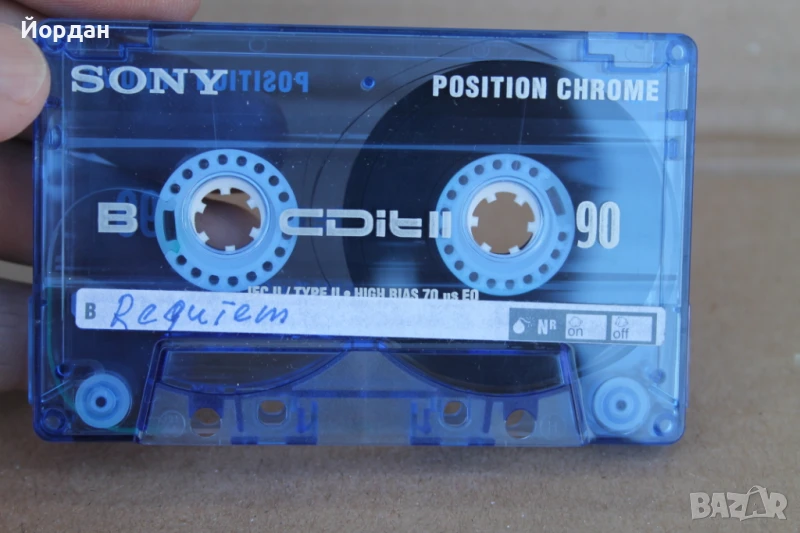 Йордан
SONY POSITION CHROME
B CDit II 90
IEC II / TYPE II • HIGH BIAS 70 µs EQ
B Requiem NR on off
BAZAR